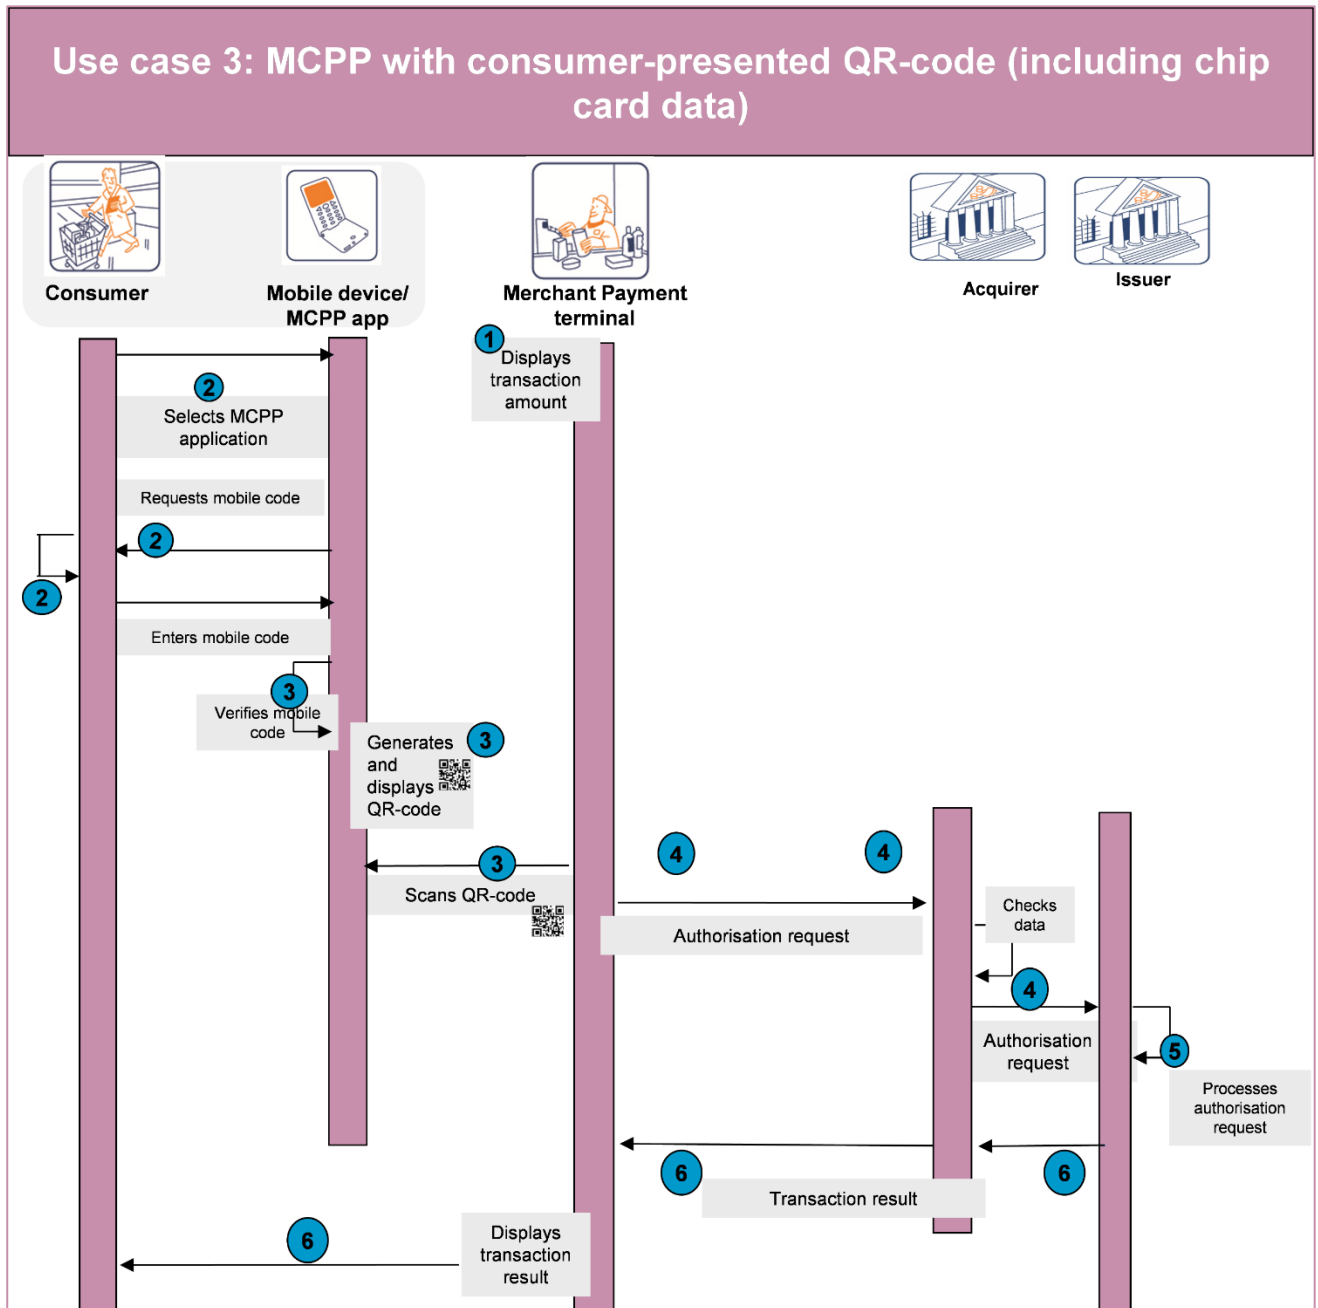 Use case 3: MCPP with consumer-presented QR-code (including chip
card data)
Consumer
Mobile device/
MCPP app
Merchant Payment
terminal
Acquirer
Issuer
1
Displays
transaction
amount
2
Selects MCPP
application
Requests mobile code
2
2
Enters mobile code
3
Verifies mobile
code
3
Generates
and
displays
QR-code
3
Scans QR-code
4
4
Authorisation request
Checks
data
4
Authorisation
request
5
Processes
authorisation
request
6
6
Transaction result
6
Displays
transaction
result